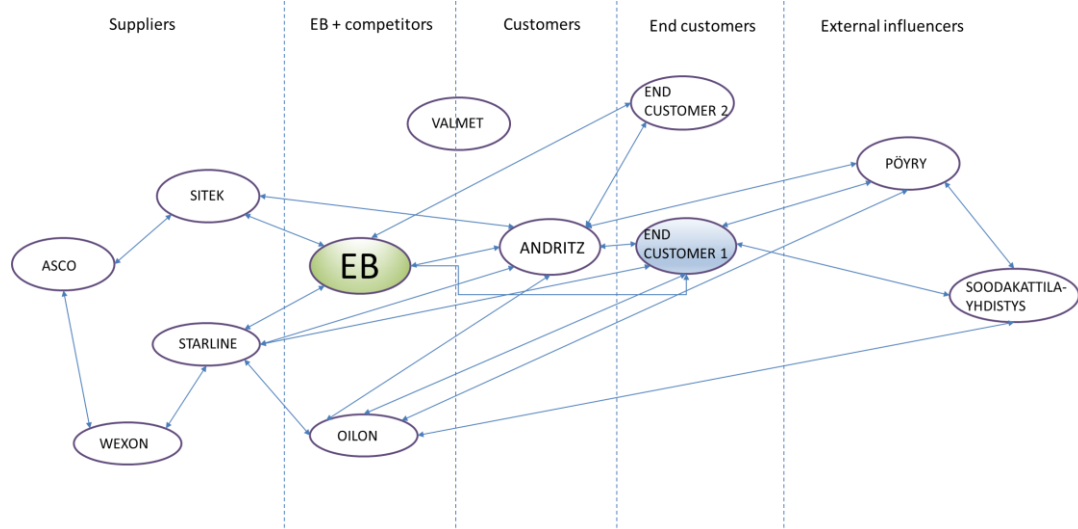 Suppliers
EB + competitors
Customers
End customers
External influencers
END
CUSTOMER 2
VALMET
PÖYRY
SITEK
ANDRITZ
END
CUSTOMER 1
EB
ASCO
SOODAKATTILA-
YHDISTYS
STARLINE
OILON
WEXON